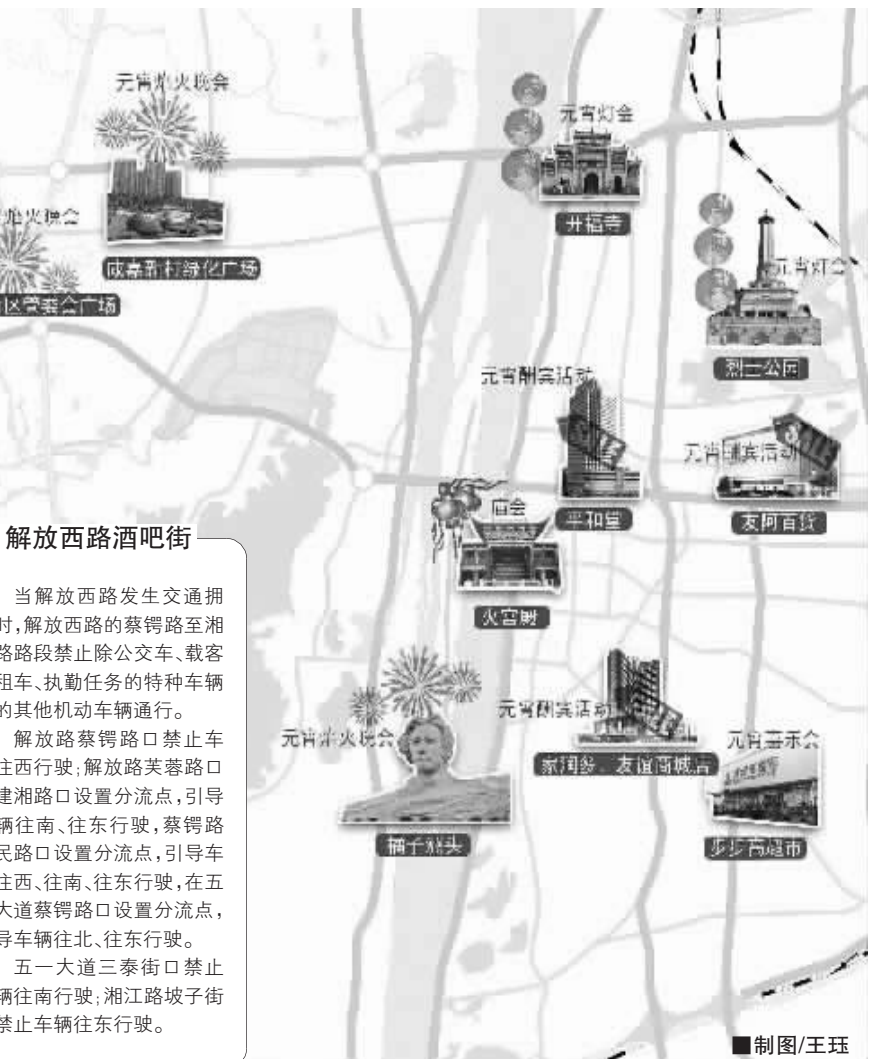 元宵焰火晚会
元宵灯会
开福寺
焰火晚会
咸嘉新村绿化广场
区管委会广场
元宵灯会
烈士公园
元宵酬宾活动
平和堂
元宵酬宾活动
友阿百货
庙会
火宫殿
解放西路酒吧街
当解放西路发生交通拥
时,解放西路的蔡锷路至湘
路路段禁止除公交车、载客
租车、执勤任务的特种车辆
的其他机动车辆通行。
解放路蔡锷路口禁止车
往西行驶;解放路芙蓉路口
建湘路口设置分流点,引导
辆往南、往东行驶,蔡锷路
民路口设置分流点,引导车
往西、往南、往东行驶,在五
大道蔡锷路口设置分流点,
导车辆往北、往东行驶。
五一大道三泰街口禁止
辆往南行驶;湘江路坡子街
禁止车辆往东行驶。
元宵焰火晚会
橘子洲头
元宵酬宾活动
家润多 友谊商城店
元宵喜乐会
步步高超市
■制图/王珏